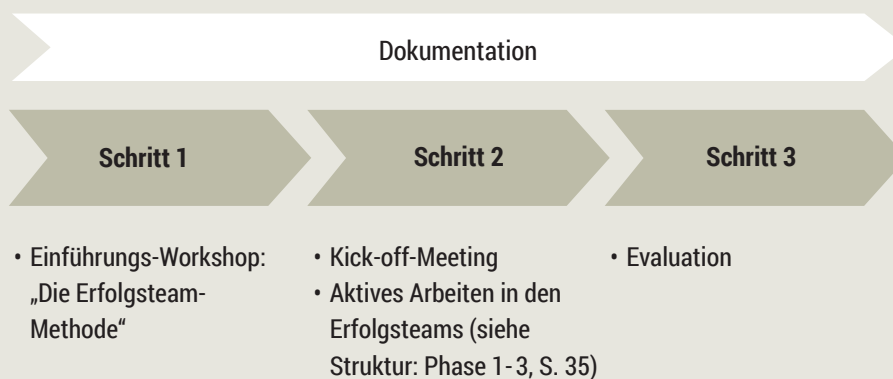 Dokumentation
Schritt 1
Schritt 2
Schritt 3
• Einführungs-Workshop:
„Die Erfolgsteam-
Methode“
• Kick-off-Meeting
• Aktives Arbeiten in den
Erfolgsteams (siehe
Struktur: Phase 1-3, S. 35)
• Evaluation